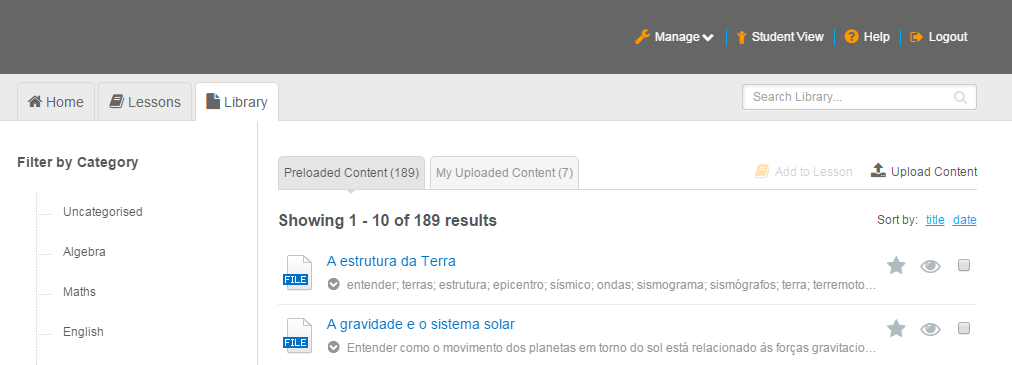 Manage Student View Help Logout
Home Lessons Library Search Library...
Filter by Category
Uncategorised
Algebra
Maths
English
Preloaded Content (189) My Uploaded Content (7) Add to Lesson Upload Content
Showing 1 - 10 of 189 results Sort by: title date
FILE
A estrutura da Terra
entender; terras; estrutura; epicentro; sísmico; ondas; sismograma; sismógrafos; terra; terremoto…
FILE
A gravidade e o sistema solar
Entender como o movimento dos planetas em torno do sol está relacionado ás forças gravitacio…